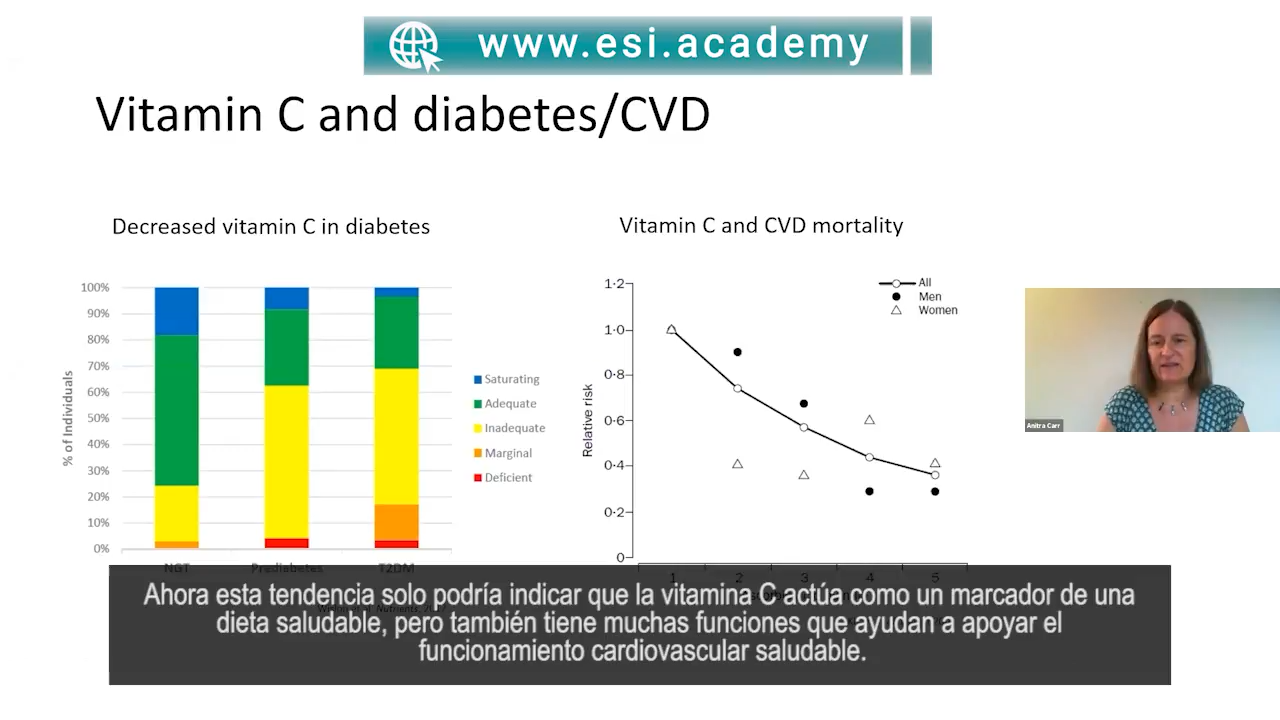 www.esi.academy
Vitamin C and diabetes/CVD
Decreased vitamin C in diabetes
% of Individuals
100%
90%
80%
70%
60%
50%
40%
30%
20%
10%
0%
NGT Prediabetes T2DM
Saturating
Adequate
Inadequate
Marginal
Deficient
Vitamin C and CVD mortality
Relative risk
1·2
1·0
0·8
0·6
0·4
0·2
0
1 2 3 4 5
All
Men
Women
Anitra Carr
Ahora esta tendencia solo podría indicar que la vitamina C actúa como un marcador de una
dieta saludable, pero también tiene muchas funciones que ayudan a apoyar el
funcionamiento cardiovascular saludable.